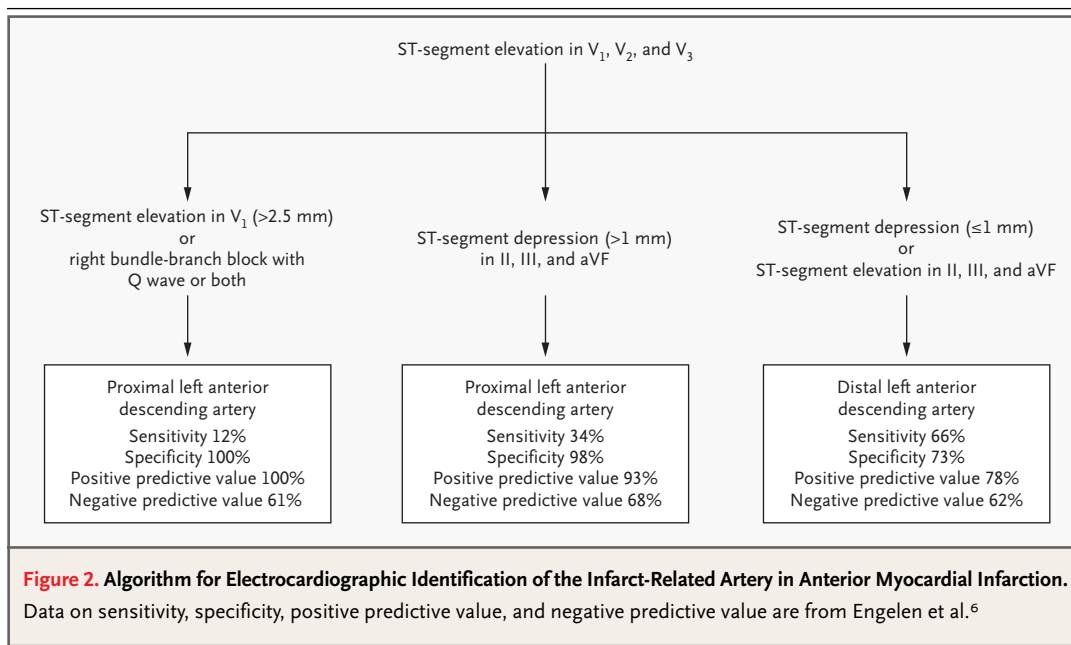 ST-segment elevation in V₁, V₂, and V₃
ST-segment elevation in V₁ (>2.5 mm)
or
right bundle-branch block with
Q wave or both
ST-segment depression (>1 mm)
in II, III, and aVF
ST-segment depression (≤1 mm)
or
ST-segment elevation in II, III, and aVF
Proximal left anterior
descending artery
Sensitivity 12%
Specificity 100%
Positive predictive value 100%
Negative predictive value 61%
Proximal left anterior
descending artery
Sensitivity 34%
Specificity 98%
Positive predictive value 93%
Negative predictive value 68%
Distal left anterior
descending artery
Sensitivity 66%
Specificity 73%
Positive predictive value 78%
Negative predictive value 62%
Figure 2. Algorithm for Electrocardiographic Identification of the Infarct-Related Artery in Anterior Myocardial Infarction.
Data on sensitivity, specificity, positive predictive value, and negative predictive value are from Engelen et al.⁶